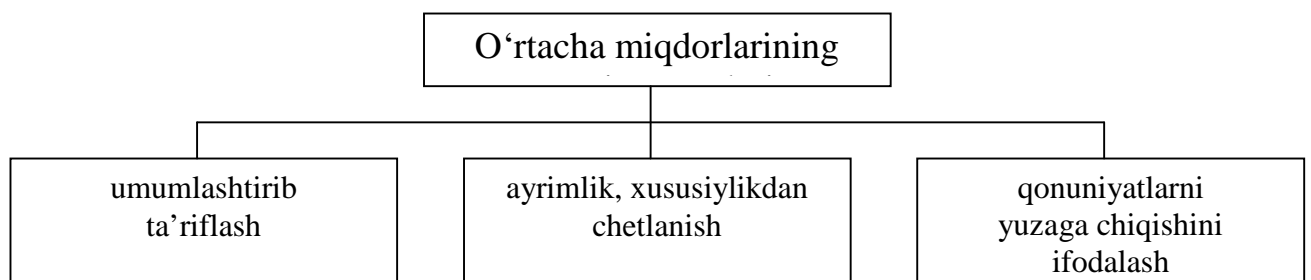 O‘rtacha miqdorlarining
umumlashtirib
ta’riflash
ayrimlik, xususiylikdan
chetlanish
qonuniyatlarni
yuzaga chiqishini
ifodalash